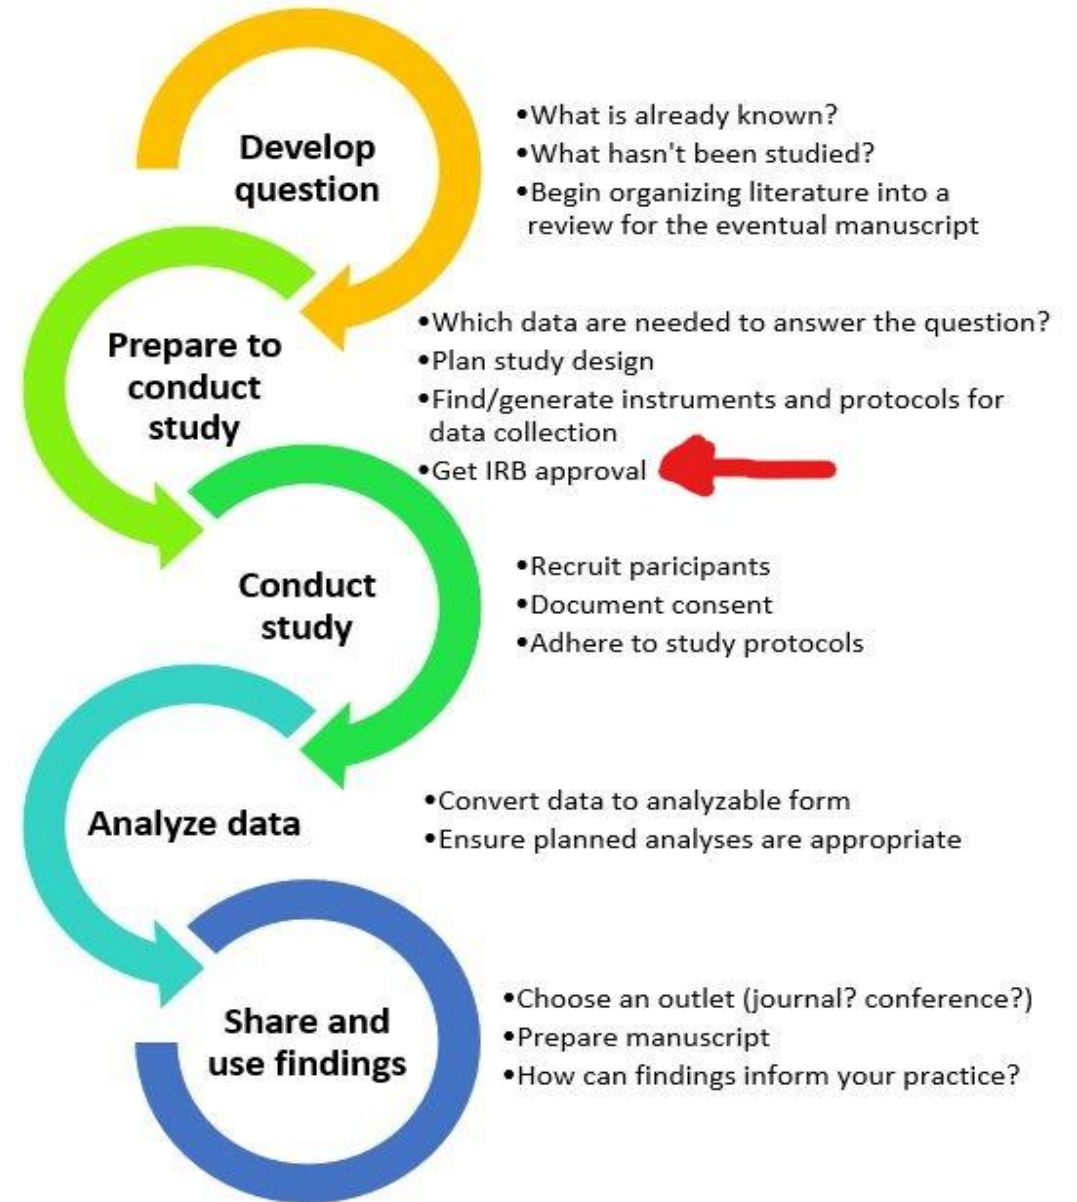 Develop
question
•What is already known?
•What hasn't been studied?
•Begin organizing literature into a
review for the eventual manuscript
Prepare to
conduct
study
•Which data are needed to answer the question?
•Plan study design
•Find/generate instruments and protocols for
data collection
•Get IRB approval
Conduct
study
•Recruit paricipants
•Document consent
•Adhere to study protocols
Analyze data
•Convert data to analyzable form
•Ensure planned analyses are appropriate
Share and
use findings
•Choose an outlet (journal? conference?)
•Prepare manuscript
•How can findings inform your practice?